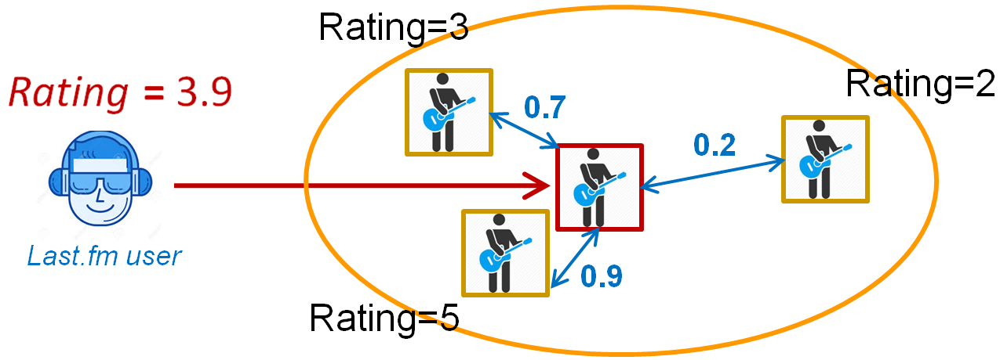 Rating=3
Rating = 3.9
Rating=2
0.7
0.2
Last.fm user
0.9
Rating=5